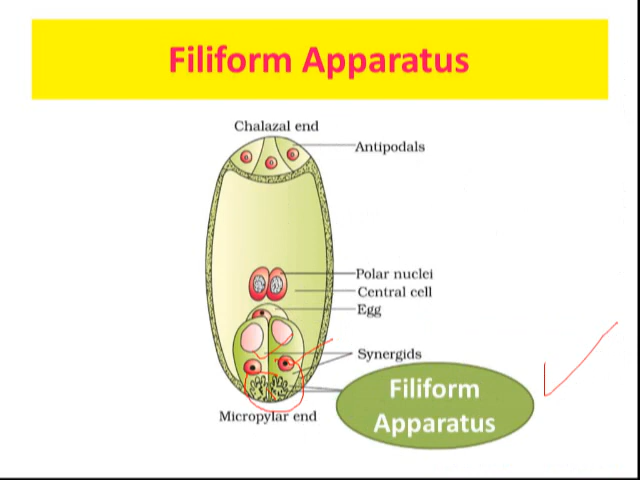 Filiform Apparatus
Chalazal end
Antipodals
Polar nuclei
Central cell
Egg
Synergids
Filiform
Apparatus
Micropylar end